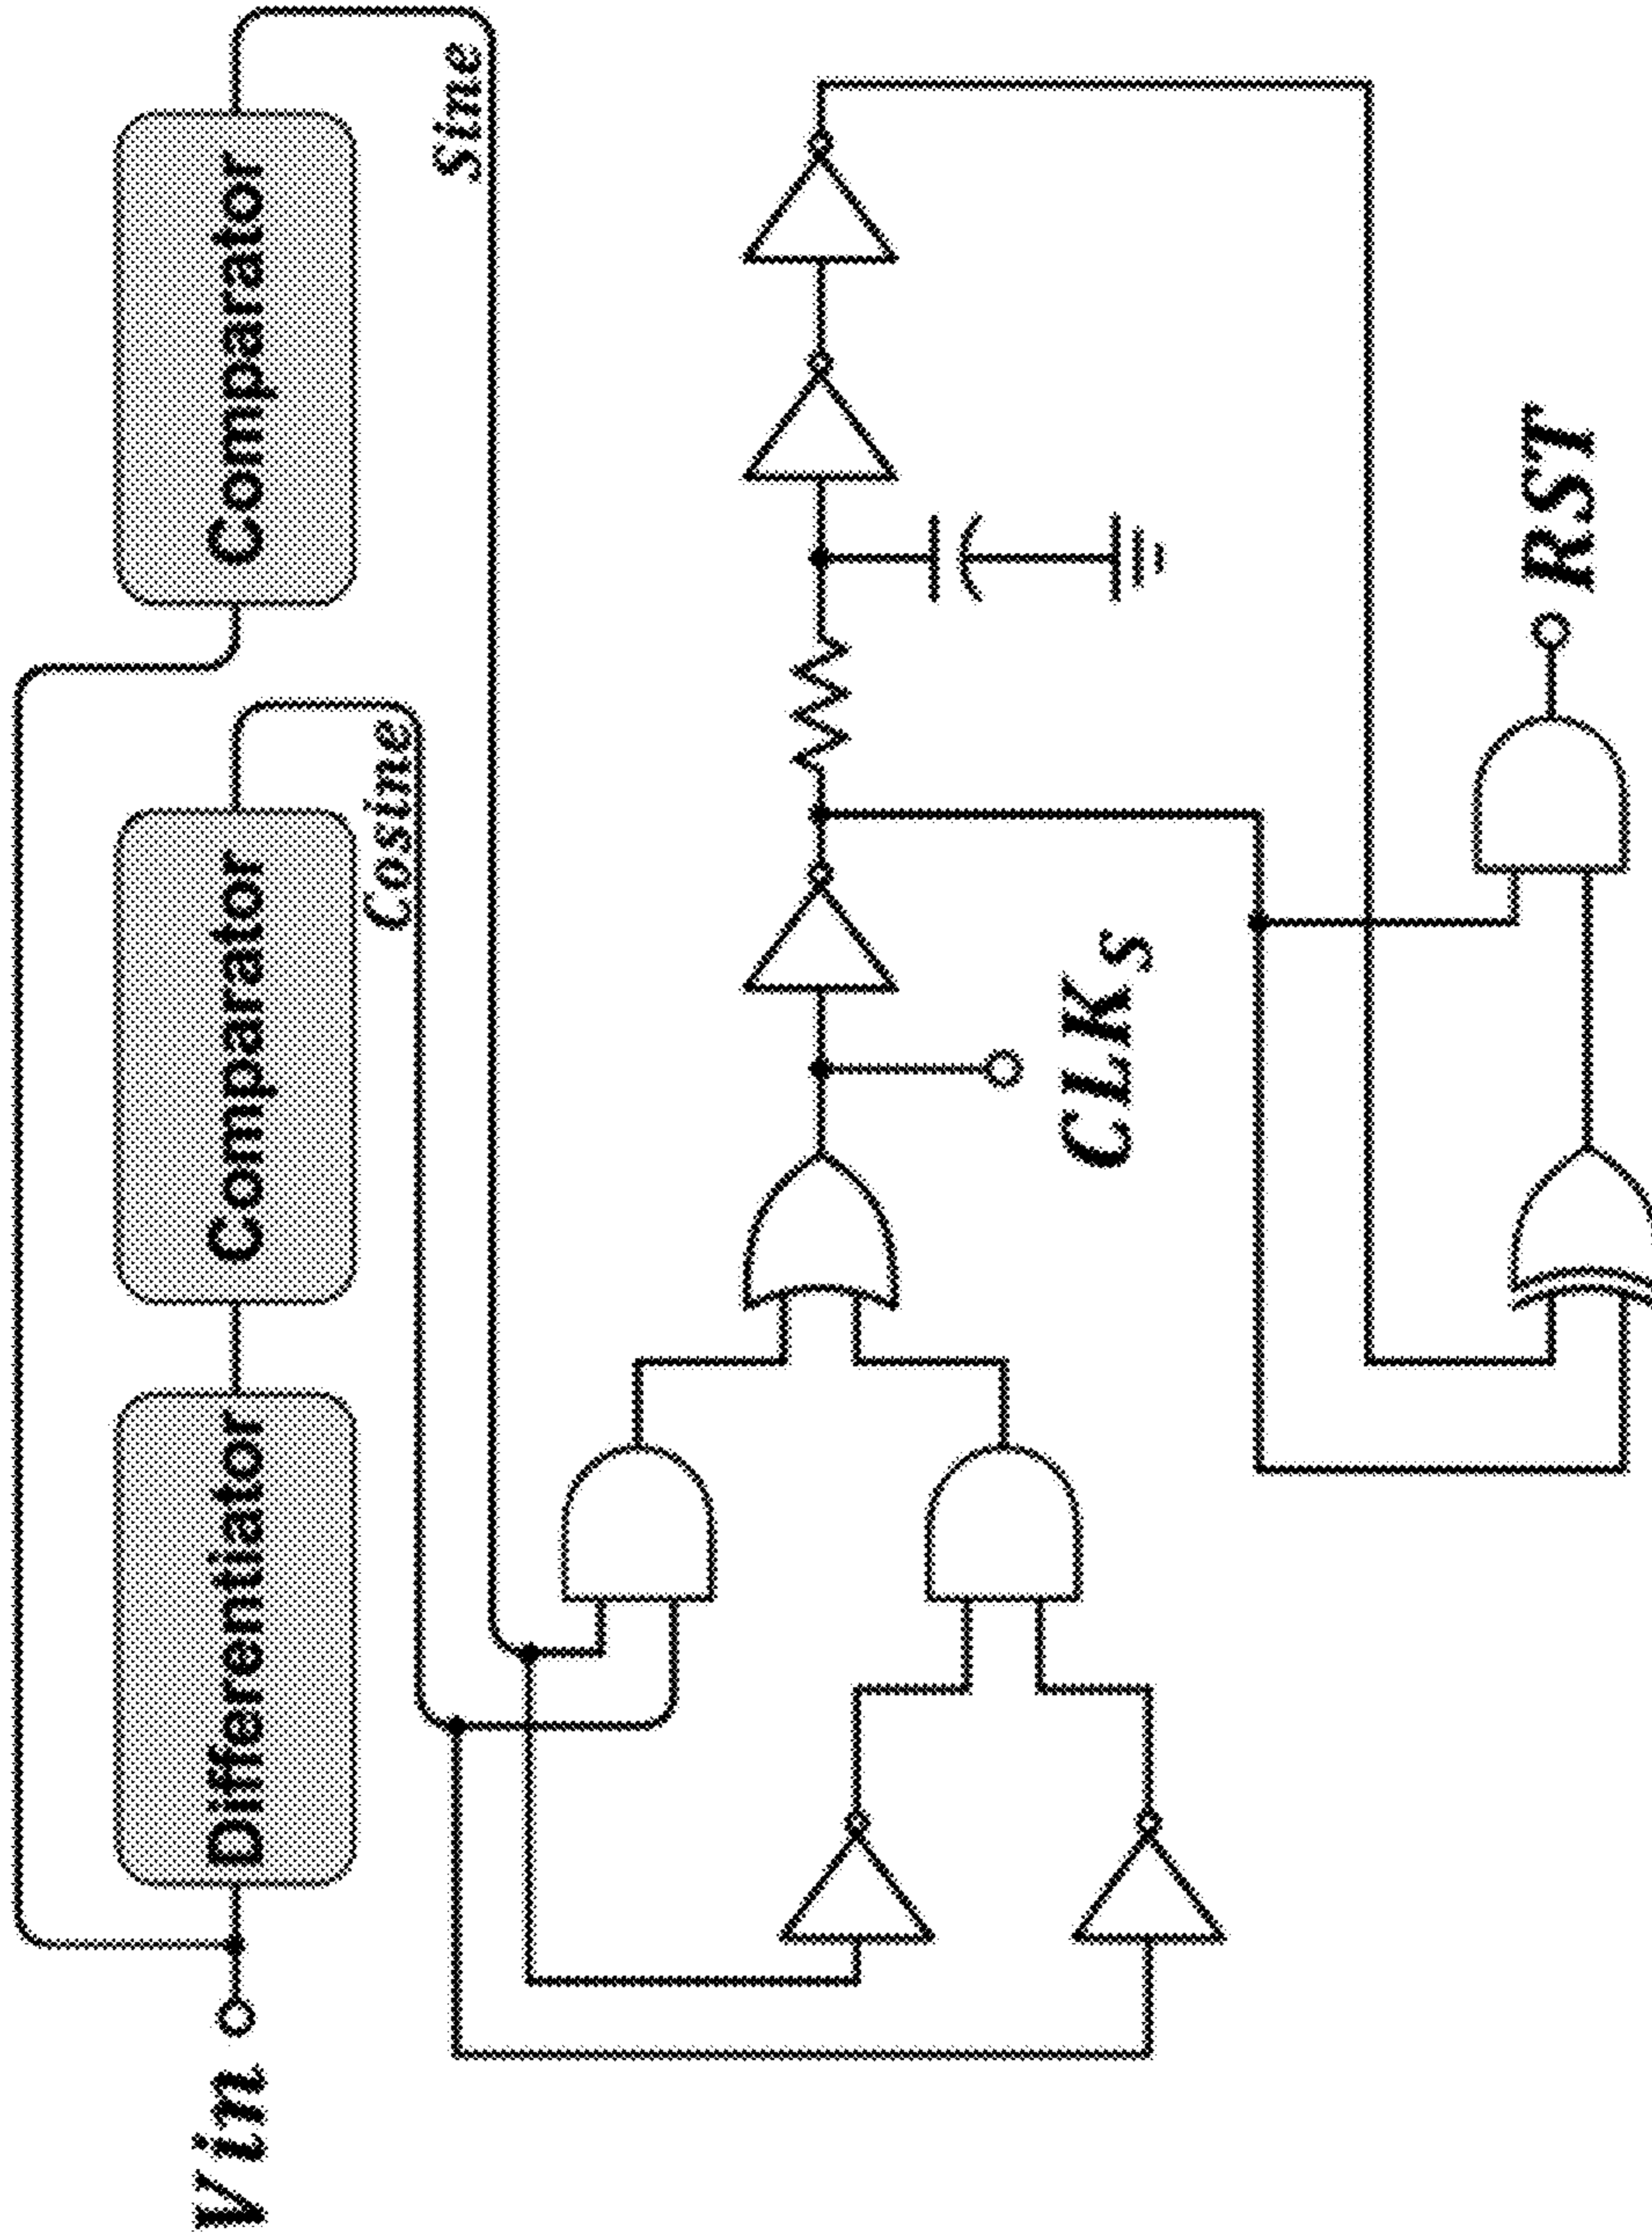 Vin
Differentiator
Comparator
Comparator
Cosine
Sine
CLKS
RST